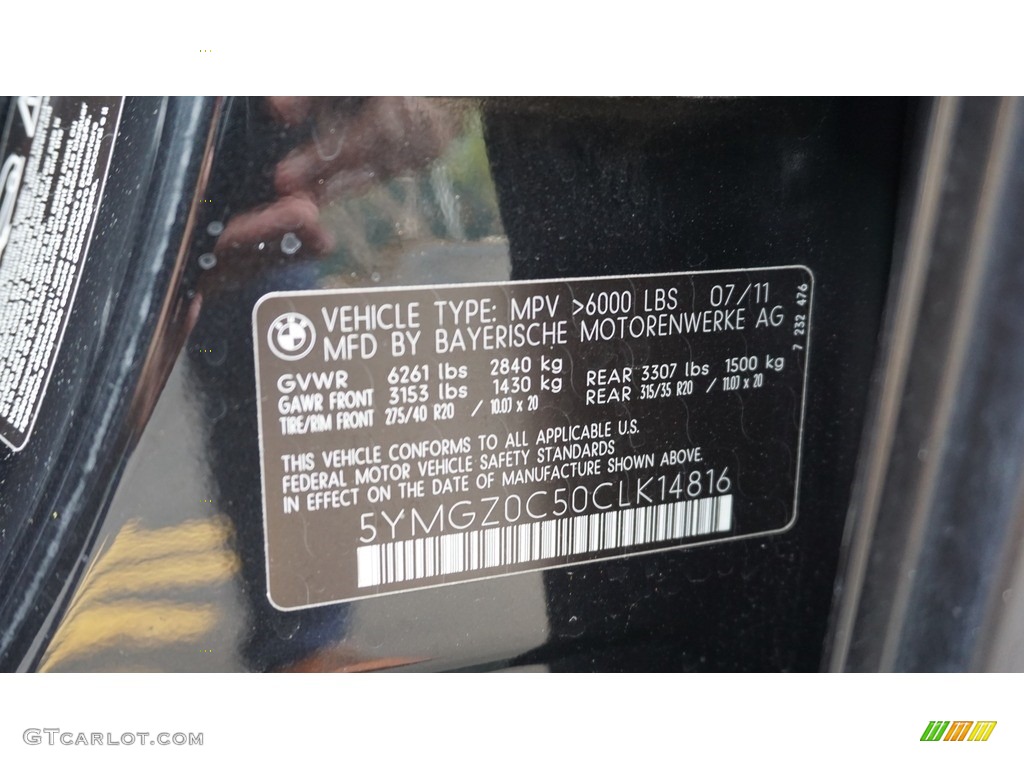 VEHICLE TYPE: MPV >6000 LBS 07/11
MFD BY BAYERISCHE MOTORENWERKE AG
7 232 476
GVWR 6261 lbs 2840 kg
GAWR FRONT 3153 lbs 1430 kg REAR 3307 lbs 1500 kg
TIRE/RIM FRONT 275/40 R20 / 10.0J x 20 REAR 315/35 R20 / 11.0J x 20
THIS VEHICLE CONFORMS TO ALL APPLICABLE U.S.
FEDERAL MOTOR VEHICLE SAFETY STANDARDS
IN EFFECT ON THE DATE OF MANUFACTURE SHOWN ABOVE.
5YMGZ0C50CLK14816
GTCARLOT.COM